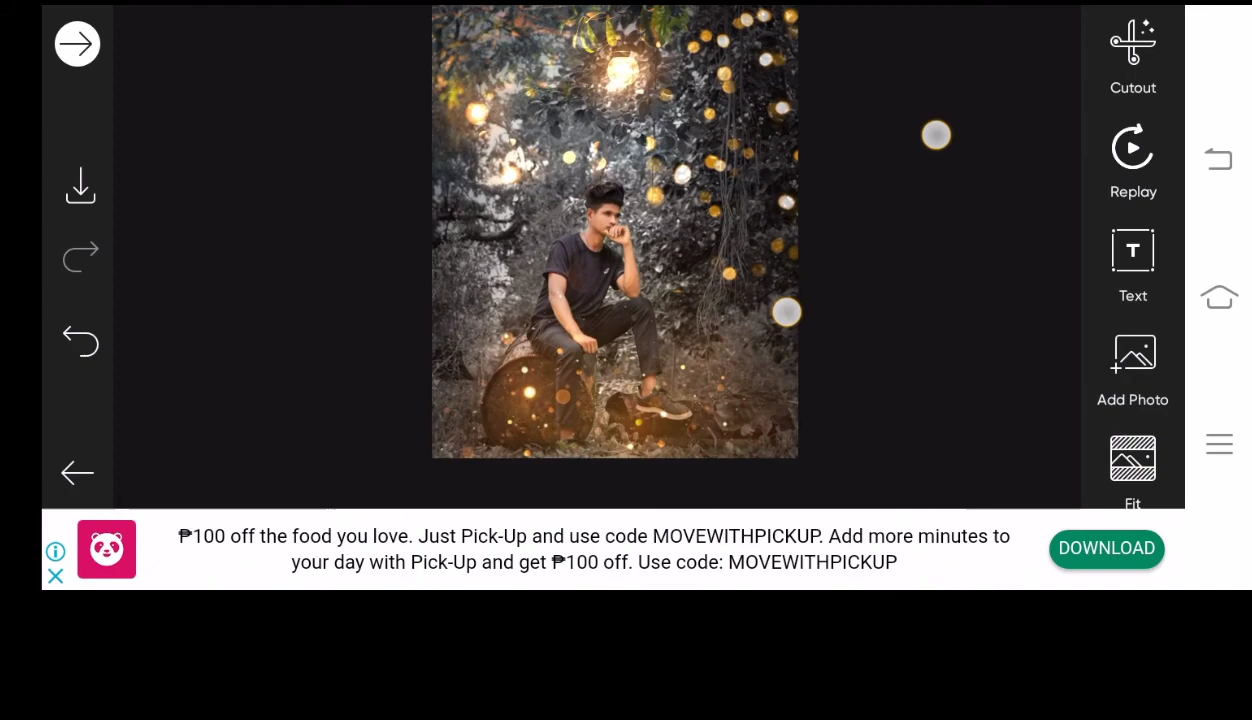 Cutout
Replay
T
Text
Add Photo
Fit
₱100 off the food you love. Just Pick-Up and use code MOVEWITHPICKUP. Add more minutes to
your day with Pick-Up and get ₱100 off. Use code: MOVEWITHPICKUP
DOWNLOAD